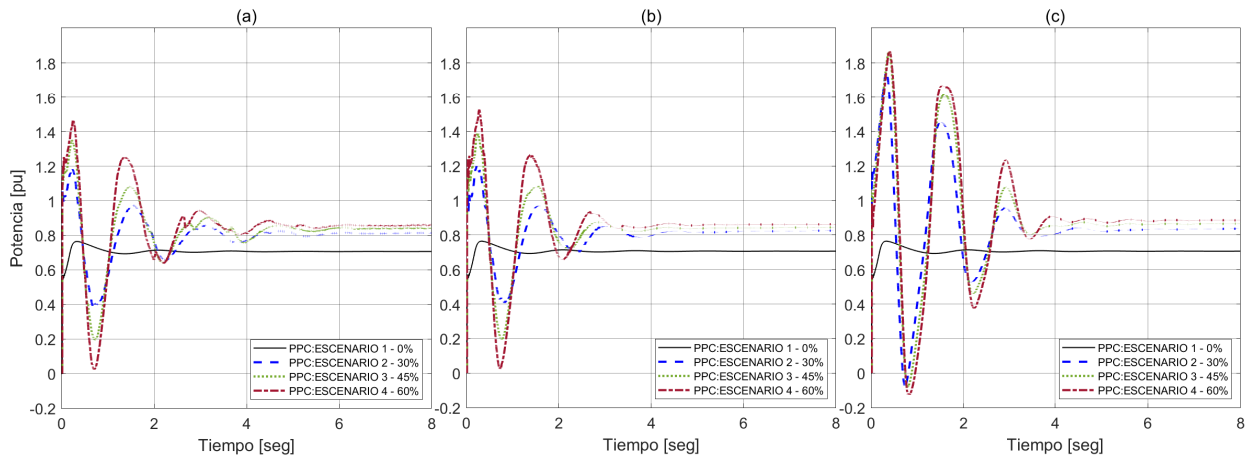 (a)
Potencia [pu]
1.8
1.6
1.4
1.2
1
0.8
0.6
0.4
0.2
0
-0.2
0
2
4
6
8
Tiempo [seg]
PPC:ESCENARIO 1 - 0%
PPC:ESCENARIO 2 - 30%
PPC:ESCENARIO 3 - 45%
PPC:ESCENARIO 4 - 60%
(b)
1.8
1.6
1.4
1.2
1
0.8
0.6
0.4
0.2
0
-0.2
0
2
4
6
8
Tiempo [seg]
PPC:ESCENARIO 1 - 0%
PPC:ESCENARIO 2 - 30%
PPC:ESCENARIO 3 - 45%
PPC:ESCENARIO 4 - 60%
(c)
1.8
1.6
1.4
1.2
1
0.8
0.6
0.4
0.2
0
-0.2
0
2
4
6
8
Tiempo [seg]
PPC:ESCENARIO 1 - 0%
PPC:ESCENARIO 2 - 30%
PPC:ESCENARIO 3 - 45%
PPC:ESCENARIO 4 - 60%